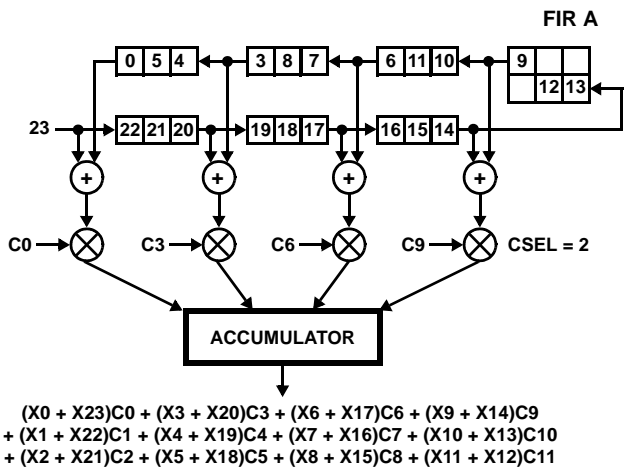 FIR A
0 5 4 3 8 7 6 11 10 9
12 13
23 22 21 20 19 18 17 16 15 14
+ + + +
C0 C3 C6 C9 CSEL = 2
ACCUMULATOR
(X0 + X23)C0 + (X3 + X20)C3 + (X6 + X17)C6 + (X9 + X14)C9
+ (X1 + X22)C1 + (X4 + X19)C4 + (X7 + X16)C7 + (X10 + X13)C10
+ (X2 + X21)C2 + (X5 + X18)C5 + (X8 + X15)C8 + (X11 + X12)C11